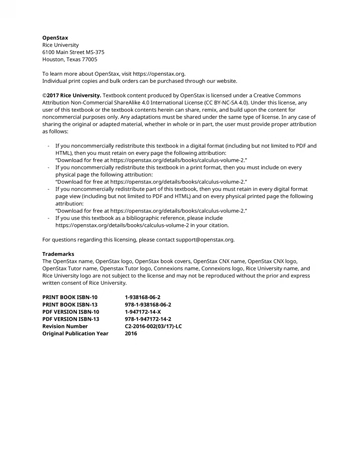 OpenStax
Rice University
6100 Main Street MS-375
Houston, Texas 77005
To learn more about OpenStax, visit https://openstax.org.
Individual print copies and bulk orders can be purchased through our website.
©2017 Rice University. Textbook content produced by OpenStax is licensed under a Creative Commons
Attribution Non-Commercial ShareAlike 4.0 International License (CC BY-NC-SA 4.0). Under this license, any
user of this textbook or the textbook contents herein can share, remix, and build upon the content for
noncommercial purposes only. Any adaptations must be shared under the same type of license. In any case of
sharing the original or adapted material, whether in whole or in part, the user must provide proper attribution
as follows:
- If you noncommercially redistribute this textbook in a digital format (including but not limited to PDF and
HTML), then you must retain on every page the following attribution:
“Download for free at https://openstax.org/details/books/calculus-volume-2.”
- If you noncommercially redistribute this textbook in a print format, then you must include on every
physical page the following attribution:
“Download for free at https://openstax.org/details/books/calculus-volume-2.”
- If you noncommercially redistribute part of this textbook, then you must retain in every digital format
page view (including but not limited to PDF and HTML) and on every physical printed page the following
attribution:
“Download for free at https://openstax.org/details/books/calculus-volume-2.”
- If you use this textbook as a bibliographic reference, please include
https://openstax.org/details/books/calculus-volume-2 in your citation.
For questions regarding this licensing, please contact support@openstax.org.
Trademarks
The OpenStax name, OpenStax logo, OpenStax book covers, OpenStax CNX name, OpenStax CNX logo,
OpenStax Tutor name, Openstax Tutor logo, Connexions name, Connexions logo, Rice University name, and
Rice University logo are not subject to the license and may not be reproduced without the prior and express
written consent of Rice University.
PRINT BOOK ISBN-10 1-938168-06-2
PRINT BOOK ISBN-13 978-1-938168-06-2
PDF VERSION ISBN-10 1-947172-14-X
PDF VERSION ISBN-13 978-1-947172-14-2
Revision Number C2-2016-002(03/17)-LC
Original Publication Year 2016